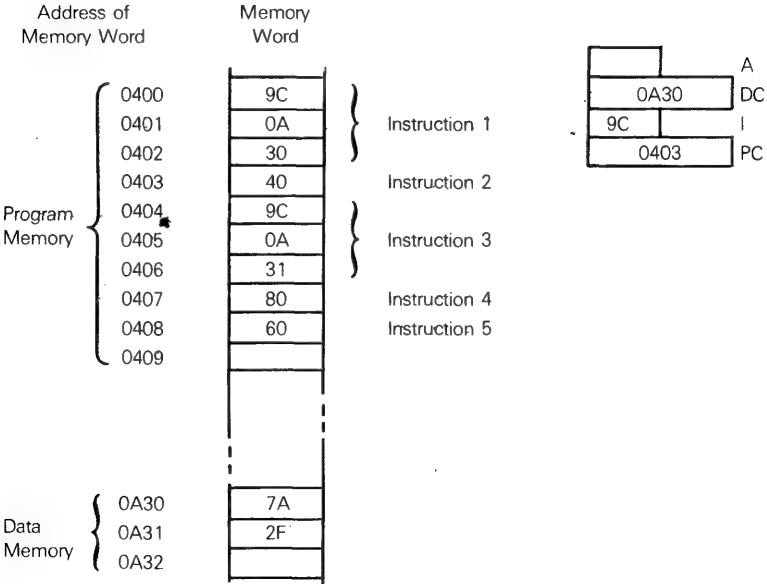 Address of Memory Word
Memory Word
Program Memory
0400 9C
0401 0A Instruction 1
0402 30
0403 40 Instruction 2
0404 9C
0405 0A Instruction 3
0406 31
0407 80 Instruction 4
0408 60 Instruction 5
0409
Data Memory
0A30 7A
0A31 2F
0A32
A
0A30 DC
9C I
0403 PC